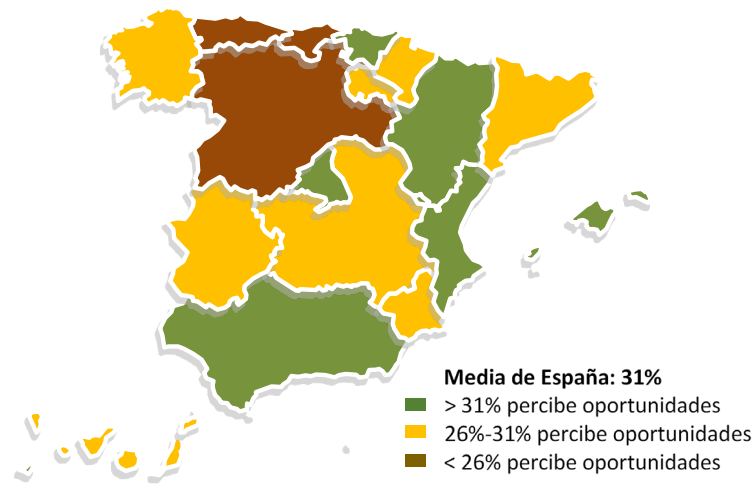 Media de España: 31%
> 31% percibe oportunidades
26%-31% percibe oportunidades
< 26% percibe oportunidades